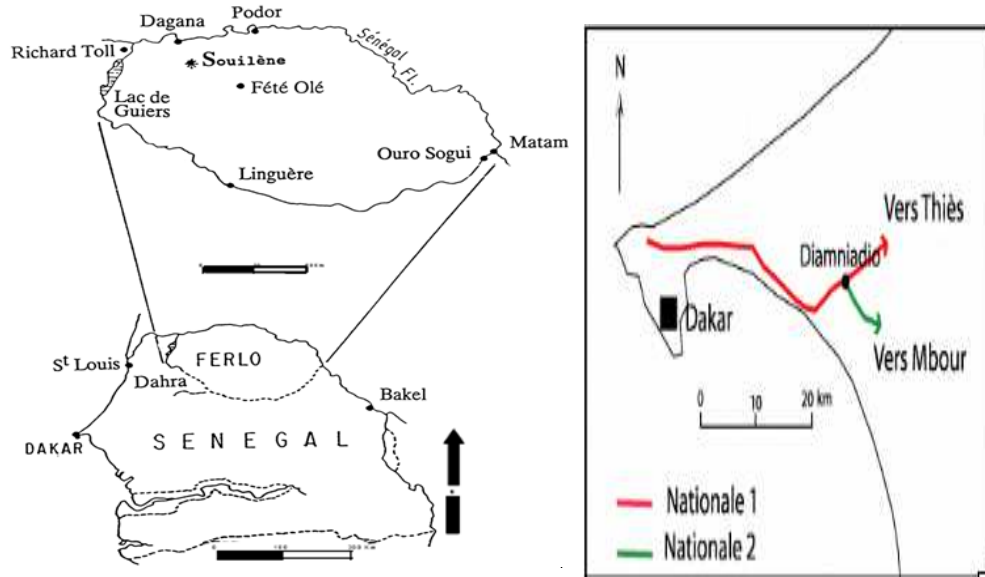 Podor
Dagana
Richard Toll
Sénégal Fl.
Souilène
Fété Olé
Lac de
Guiers
Matam
Ouro Sogui
Linguère
St Louis
FERLO
Dahra
Bakel
DAKAR
SENEGAL
N
Vers Thiès
Diamniadio
Dakar
Vers Mbour
0 10 20 km
Nationale 1
Nationale 2